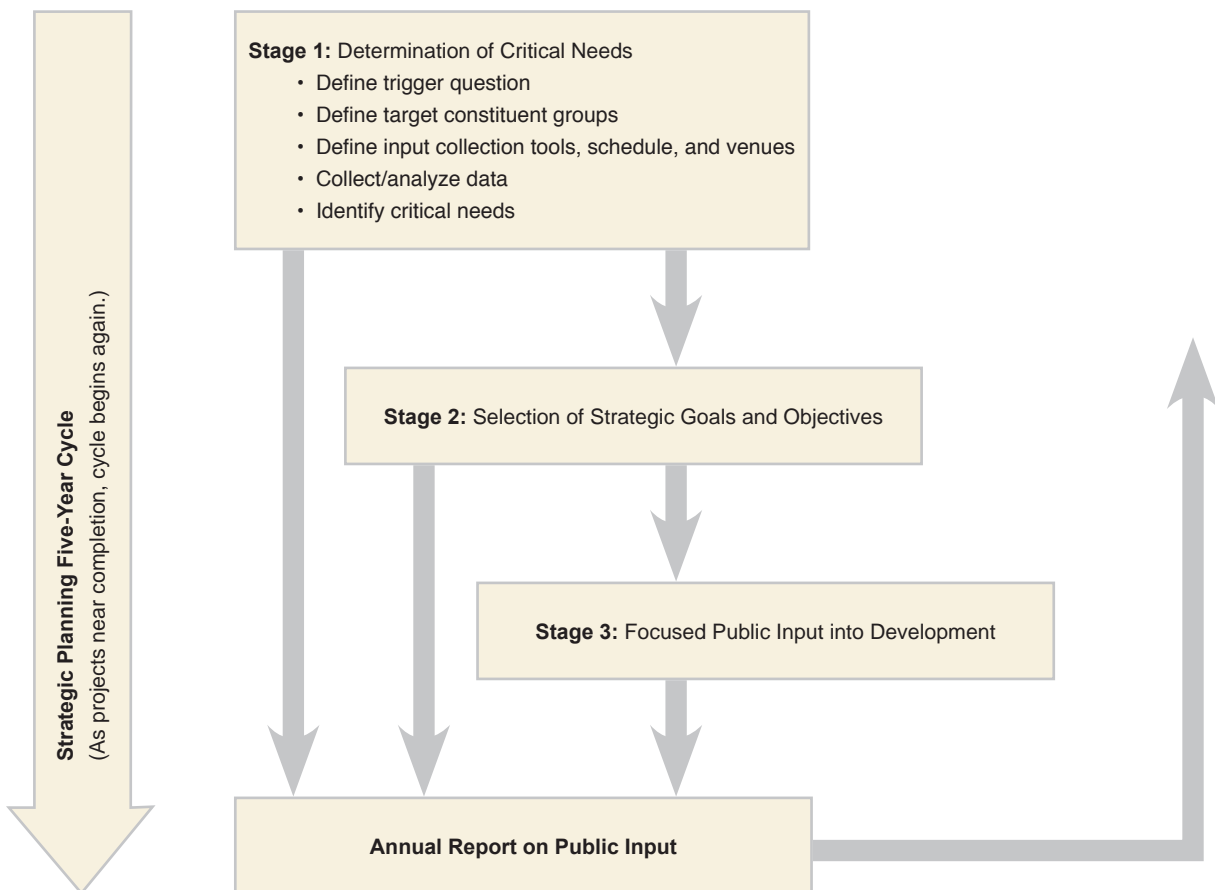 Stage 1: Determination of Critical Needs
• Define trigger question
• Define target constituent groups
• Define input collection tools, schedule, and venues
• Collect/analyze data
• Identify critical needs
Strategic Planning Five-Year Cycle
(As projects near completion, cycle begins again.)
Stage 2: Selection of Strategic Goals and Objectives
Stage 3: Focused Public Input into Development
Annual Report on Public Input